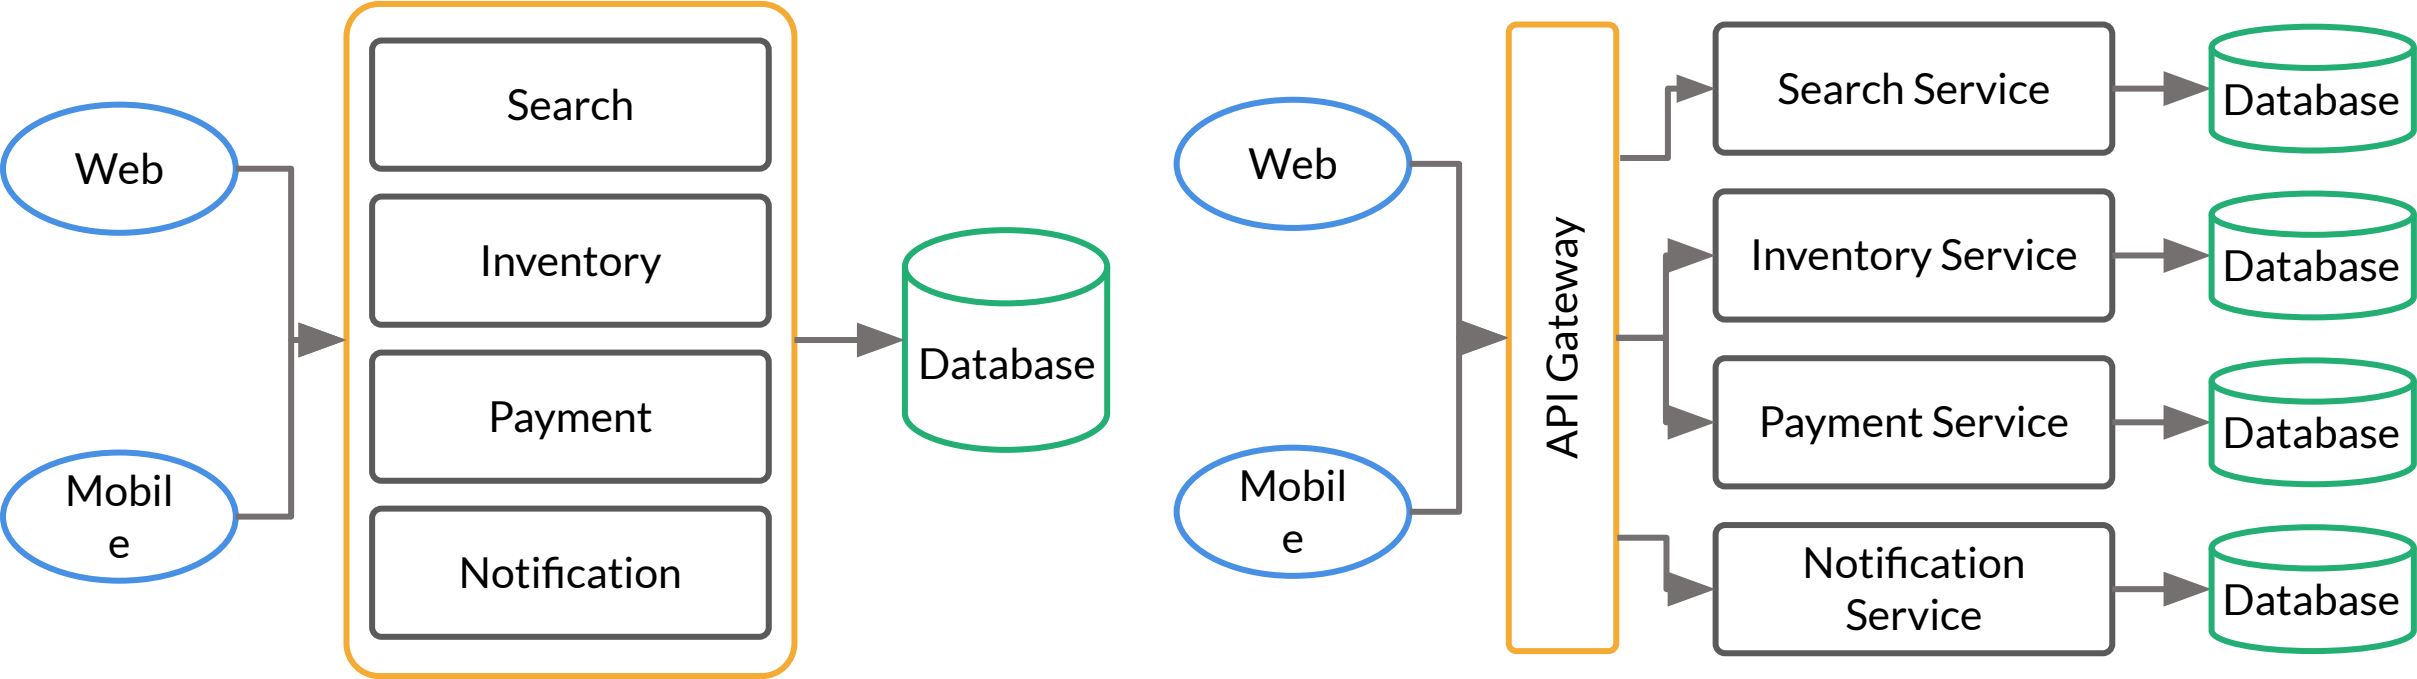 Web
Mobil
e
Search
Inventory
Payment
Notification
Database
Web
Mobil
e
API Gateway
Search Service
Database
Inventory Service
Database
Payment Service
Database
Notification
Service
Database